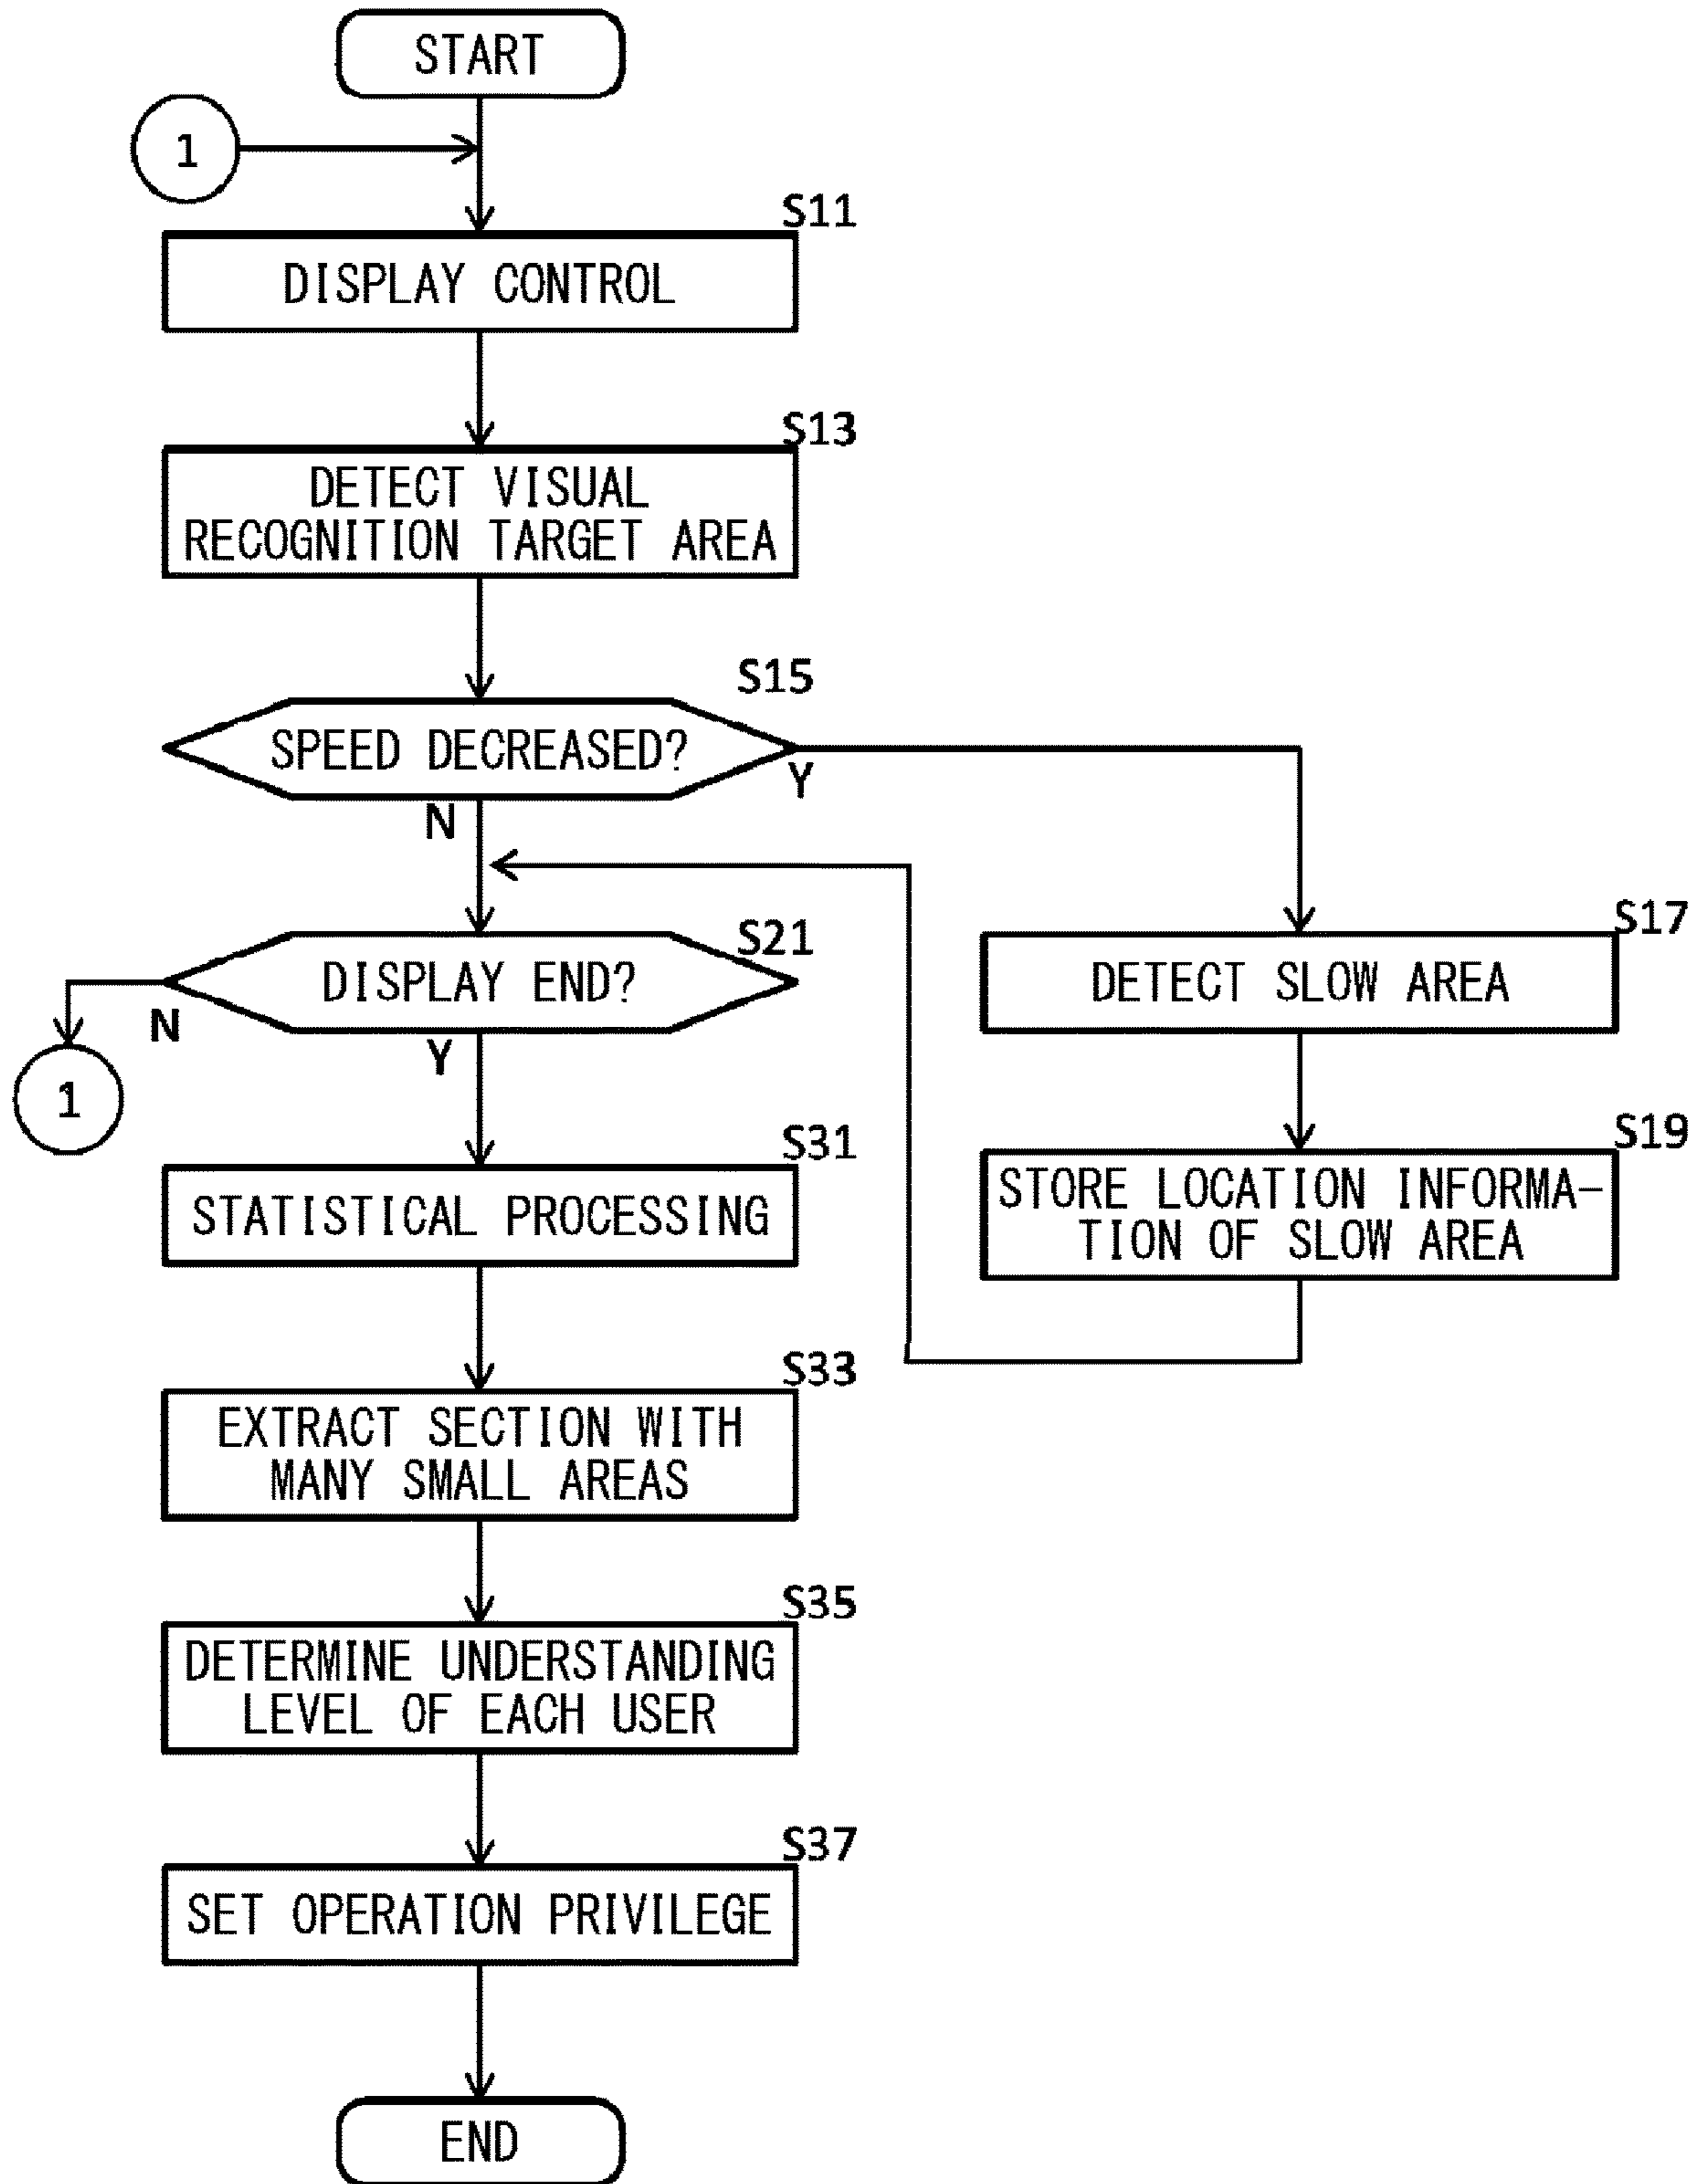 START
1
S11
DISPLAY CONTROL
S13
DETECT VISUAL
RECOGNITION TARGET AREA
S15
SPEED DECREASED?
Y
N
S21
DISPLAY END?
N
Y
1
S17
DETECT SLOW AREA
S19
STORE LOCATION INFORMA-
TION OF SLOW AREA
S31
STATISTICAL PROCESSING
S33
EXTRACT SECTION WITH
MANY SMALL AREAS
S35
DETERMINE UNDERSTANDING
LEVEL OF EACH USER
S37
SET OPERATION PRIVILEGE
END